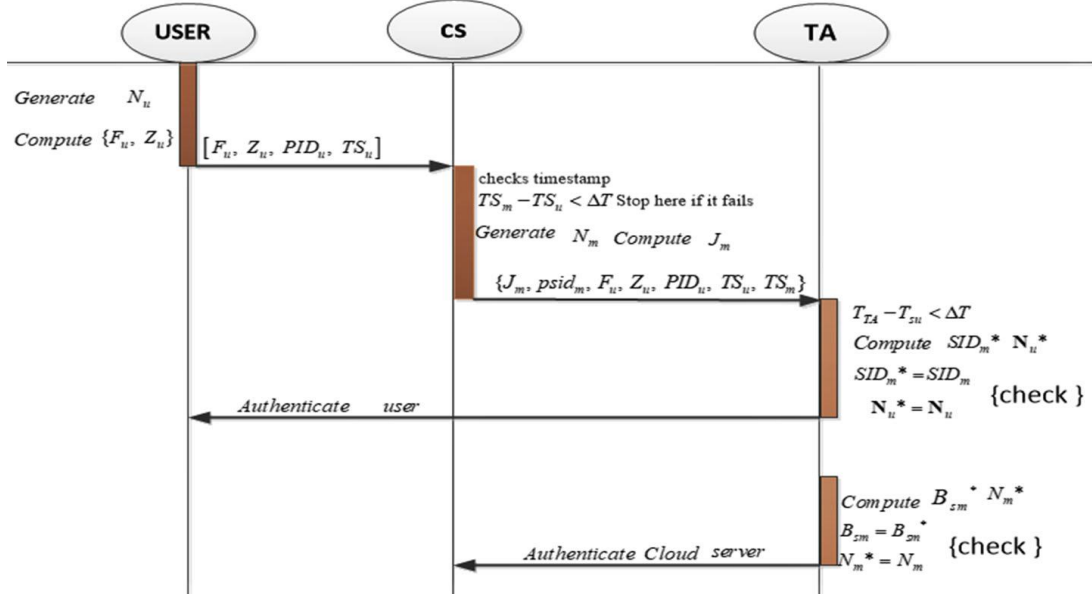 USER CS TA
Generate N_u
Compute {F_u, Z_u}
[F_u, Z_u, PID_u, TS_u]
checks timestamp
TS_m − TS_u < ΔT Stop here if it fails
Generate N_m Compute J_m
{J_m, psid_m, F_u, Z_u, PID_u, TS_u, TS_m}
T_TA − T_su < ΔT
Compute SID_m* N_u*
SID_m* = SID_m
{check }
N_u* = N_u
Authenticate user
Compute B_sm* N_m*
B_sm = B_sm*
{check }
N_m* = N_m
Authenticate Cloud server